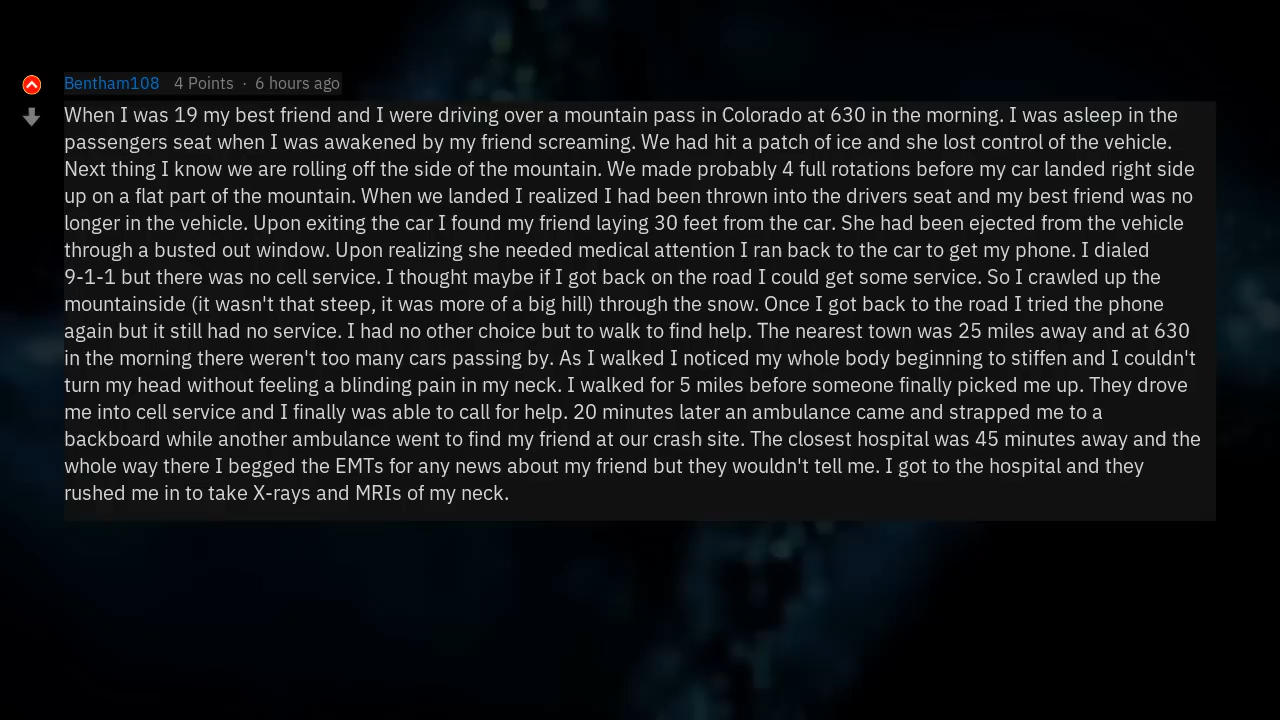 Bentham108 4 Points · 6 hours ago
When I was 19 my best friend and I were driving over a mountain pass in Colorado at 630 in the morning. I was asleep in the
passengers seat when I was awakened by my friend screaming. We had hit a patch of ice and she lost control of the vehicle.
Next thing I know we are rolling off the side of the mountain. We made probably 4 full rotations before my car landed right side
up on a flat part of the mountain. When we landed I realized I had been thrown into the drivers seat and my best friend was no
longer in the vehicle. Upon exiting the car I found my friend laying 30 feet from the car. She had been ejected from the vehicle
through a busted out window. Upon realizing she needed medical attention I ran back to the car to get my phone. I dialed
9-1-1 but there was no cell service. I thought maybe if I got back on the road I could get some service. So I crawled up the
mountainside (it wasn't that steep, it was more of a big hill) through the snow. Once I got back to the road I tried the phone
again but it still had no service. I had no other choice but to walk to find help. The nearest town was 25 miles away and at 630
in the morning there weren't too many cars passing by. As I walked I noticed my whole body beginning to stiffen and I couldn't
turn my head without feeling a blinding pain in my neck. I walked for 5 miles before someone finally picked me up. They drove
me into cell service and I finally was able to call for help. 20 minutes later an ambulance came and strapped me to a
backboard while another ambulance went to find my friend at our crash site. The closest hospital was 45 minutes away and the
whole way there I begged the EMTs for any news about my friend but they wouldn't tell me. I got to the hospital and they
rushed me in to take X-rays and MRIs of my neck.